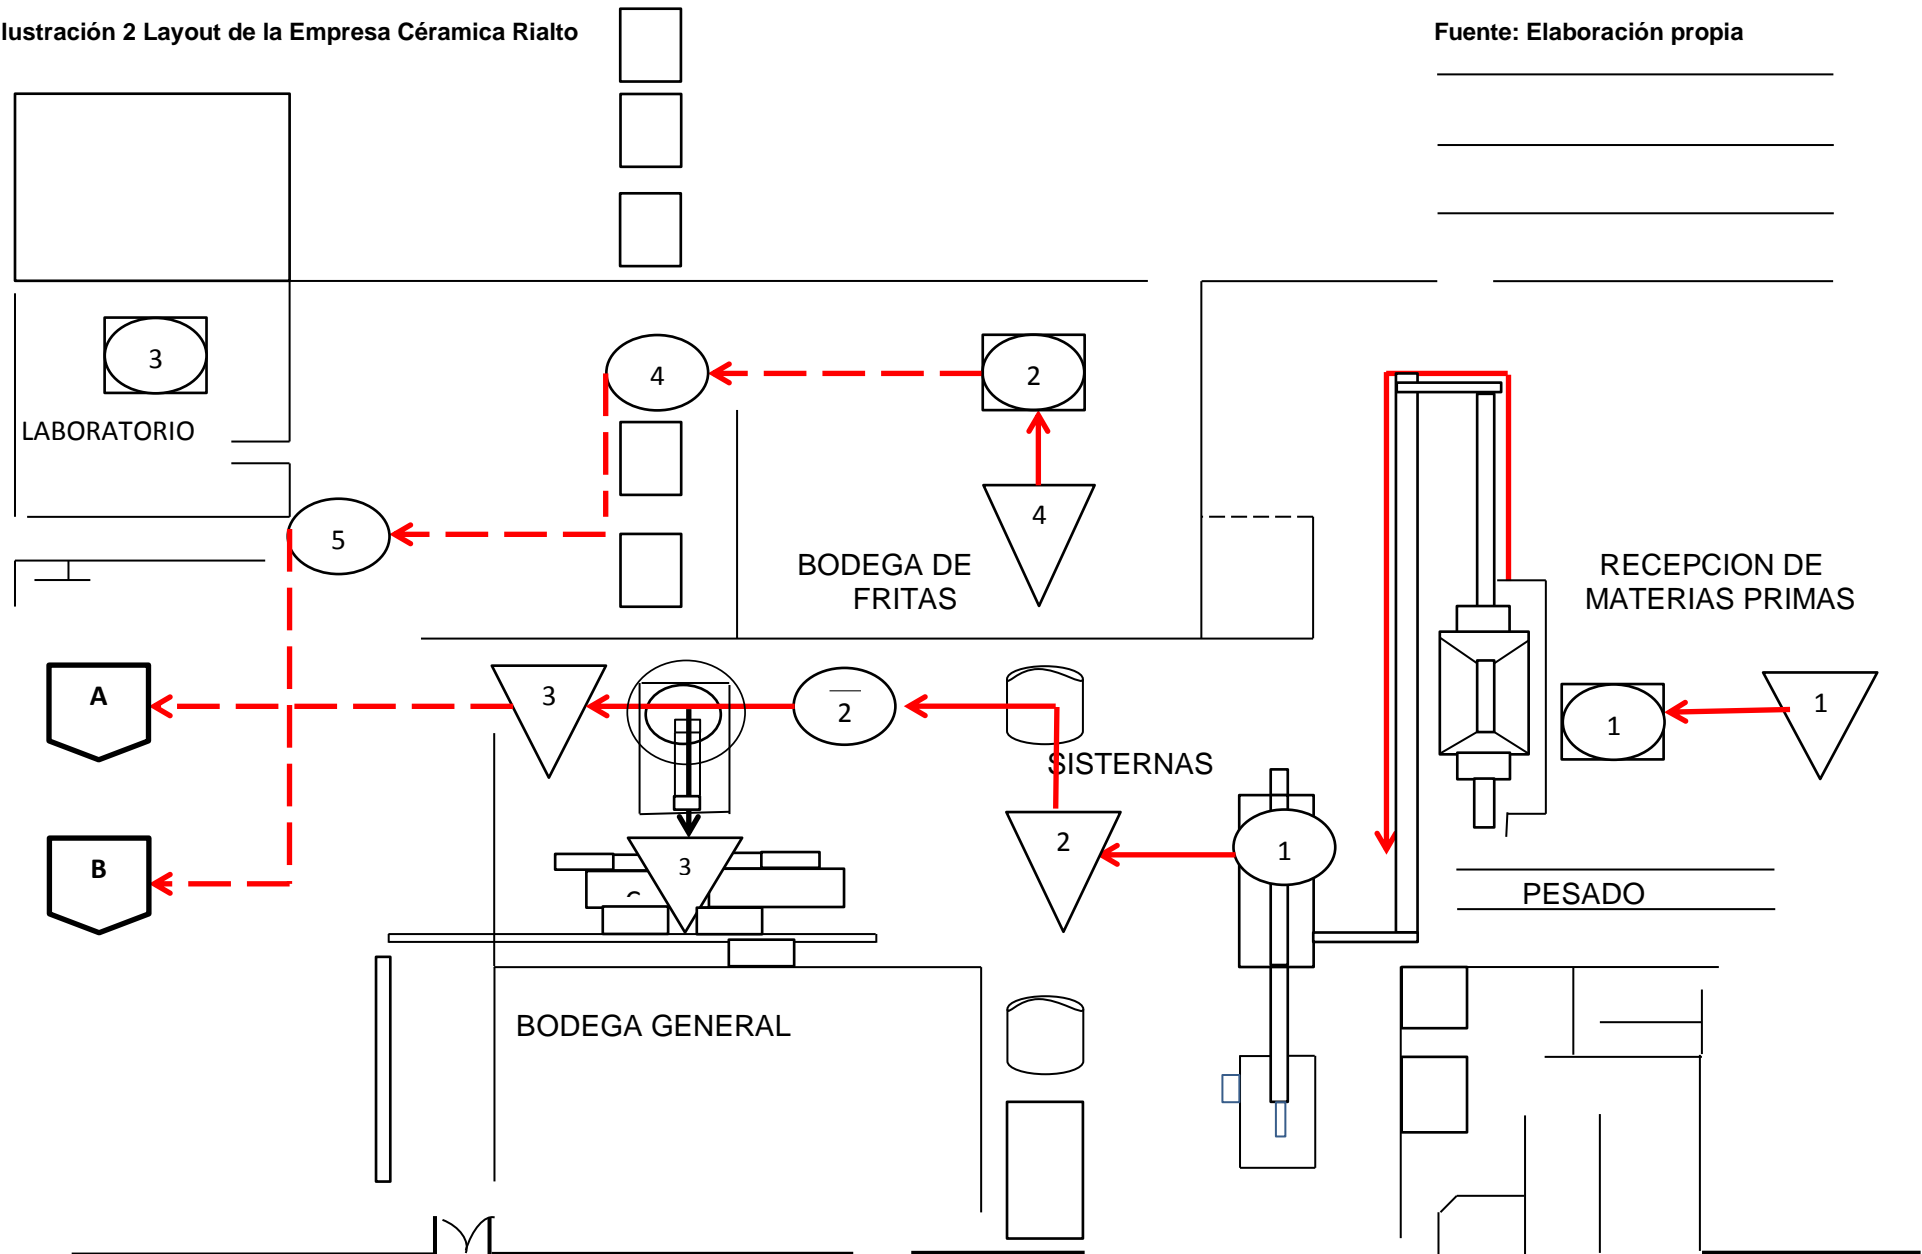 lustración 2 Layout de la Empresa Céramica Rialto
Fuente: Elaboración propia
3
4
2
LABORATORIO
4
5
BODEGA DE
FRITAS
RECEPCION DE
MATERIAS PRIMAS
A
3
2
1
1
SISTERNAS
2
1
B
3
PESADO
BODEGA GENERAL